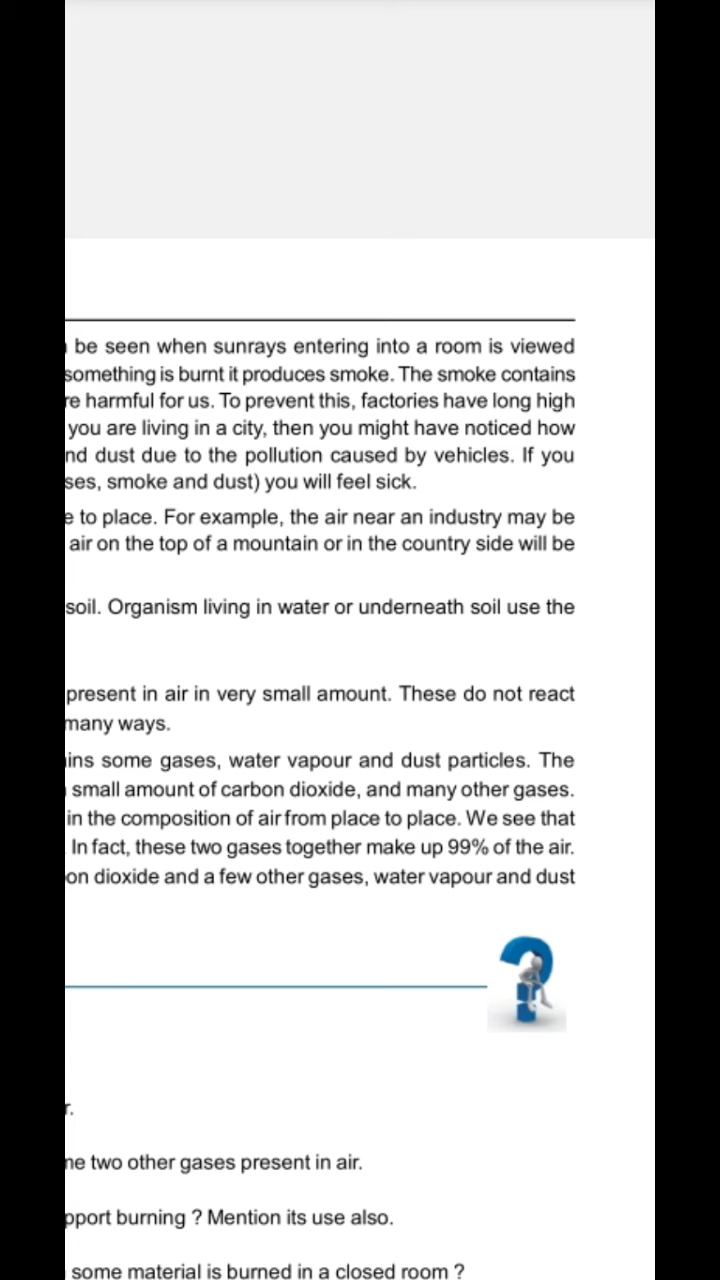 be seen when sunrays entering into a room is viewed
something is burnt it produces smoke. The smoke contains
re harmful for us. To prevent this, factories have long high
you are living in a city, then you might have noticed how
nd dust due to the pollution caused by vehicles. If you
ses, smoke and dust) you will feel sick.
e to place. For example, the air near an industry may be
air on the top of a mountain or in the country side will be
soil. Organism living in water or underneath soil use the
present in air in very small amount. These do not react
many ways.
ins some gases, water vapour and dust particles. The
small amount of carbon dioxide, and many other gases.
in the composition of air from place to place. We see that
In fact, these two gases together make up 99% of the air.
on dioxide and a few other gases, water vapour and dust
r.
ne two other gases present in air.
pport burning ? Mention its use also.
some material is burned in a closed room ?